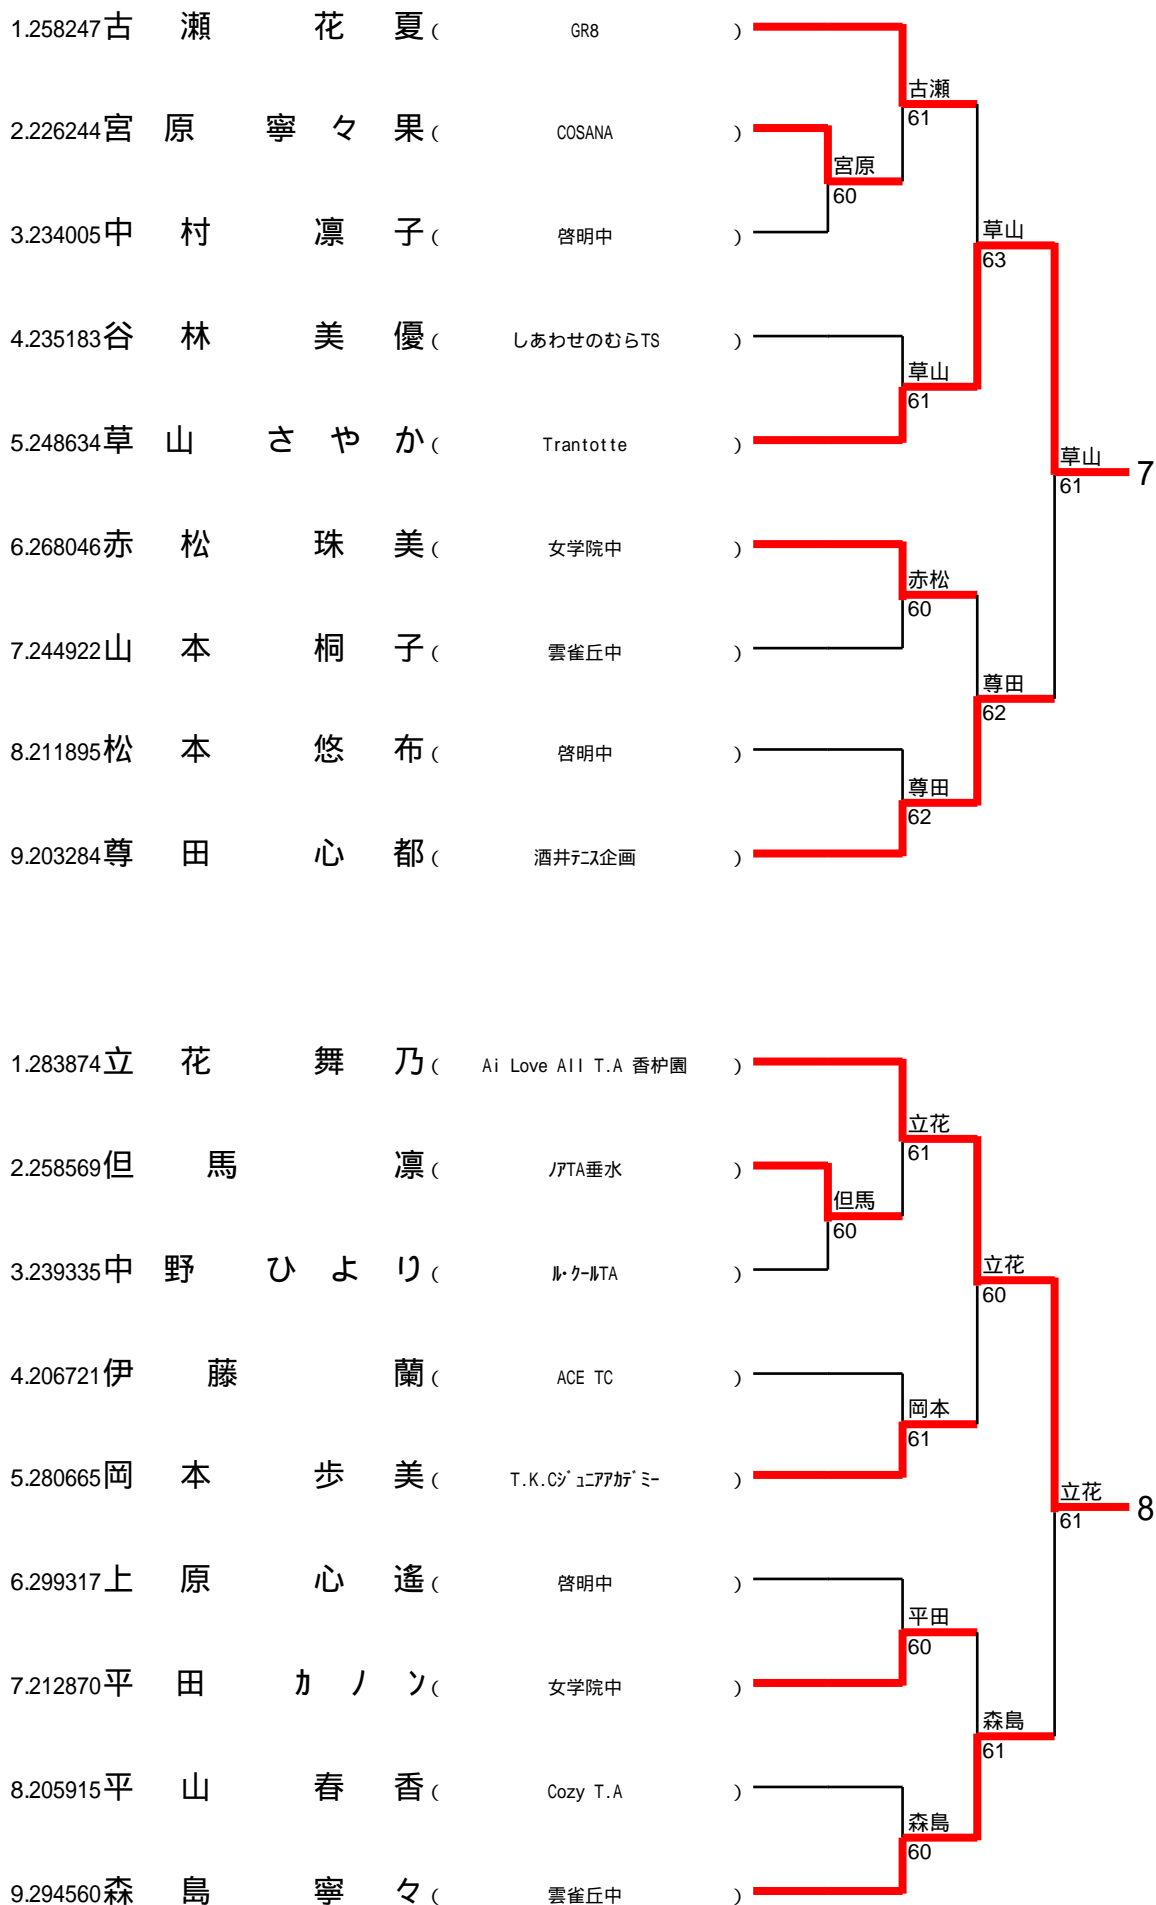 1.258247古瀬花夏( GR8 )
古瀬
61
2.226244宮原寧々果( COSANA )
宮原
60
3.234005中村凛子( 啓明中 )
草山
63
4.235183谷林美優( しあわせのむらTS )
草山
61
5.248634草山さやか( Trantotte )
草山
61
7
6.268046赤松珠美( 女学院中 )
赤松
60
7.244922山本桐子( 雲雀丘中 )
尊田
62
8.211895松本悠布( 啓明中 )
尊田
62
9.203284尊田心都( 酒井ﾃﾆｽ企画 )
1.283874立花舞乃( Ai Love All T.A 香枦園 )
立花
61
2.258569但馬凛( ﾉｱTA垂水 )
但馬
60
3.239335中野ひより( ﾙ･ｸｰﾙTA )
立花
60
4.206721伊藤蘭( ACE TC )
岡本
61
5.280665岡本歩美( T.K.Cｼﾞｭﾆｱｱｶﾃﾞﾐｰ )
立花
61
8
6.299317上原心遙( 啓明中 )
平田
60
7.212870平田カノン( 女学院中 )
森島
61
8.205915平山春香( Cozy T.A )
森島
60
9.294560森島寧々( 雲雀丘中 )